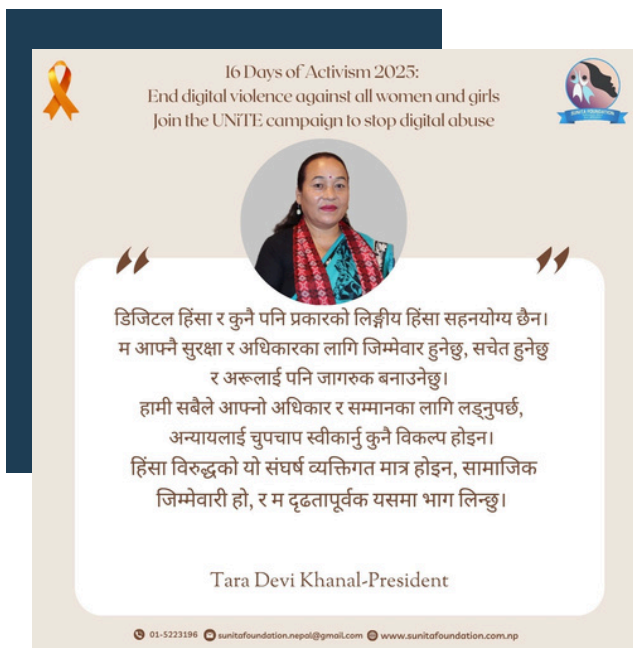 16 Days of Activism 2025:
End digital violence against all women and girls
Join the UNiTE campaign to stop digital abuse
SUNITA FOUNDATION
“ ”
डिजिटल हिंसा र कुनै पनि प्रकारको लिङ्गीय हिंसा सहनयोग्य छैन।
म आफ्नै सुरक्षा र अधिकारका लागि जिम्मेवार हुनेछु, सचेत हुनेछु
र अरूलाई पनि जागरुक बनाउनेछु।
हामी सबैले आफ्नो अधिकार र सम्मानका लागि लड्नुपर्छ,
अन्यायलाई चुपचाप स्वीकार्नु कुनै विकल्प होइन।
हिंसा विरुद्धको यो संघर्ष व्यक्तिगत मात्र होइन, सामाजिक
जिम्मेवारी हो, र म दृढतापूर्वक यसमा भाग लिन्छु।
Tara Devi Khanal-President
01-5223196 sunitafoundation.nepal@gmail.com www.sunitafoundation.com.np